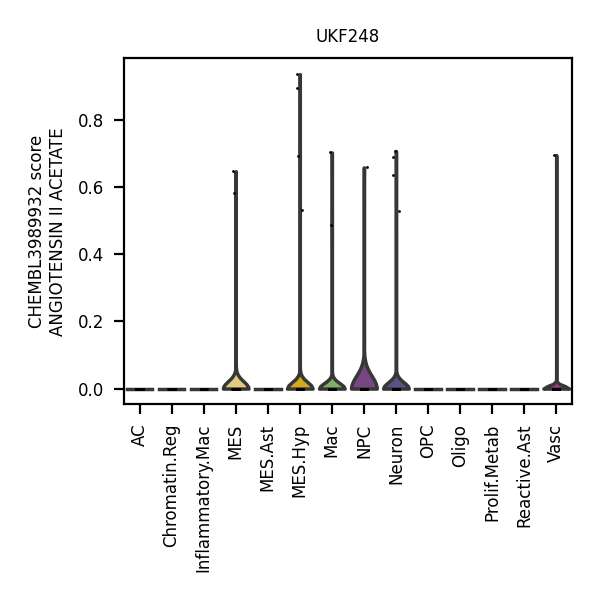 UKF248
CHEMBL3989932 score
ANGIOTENSIN II ACETATE
0.8
0.6
0.4
0.2
0.0
AC
Chromatin.Reg
Inflammatory.Mac
MES
MES.Ast
MES.Hyp
Mac
NPC
Neuron
OPC
Oligo
Prolif.Metab
Reactive.Ast
Vasc